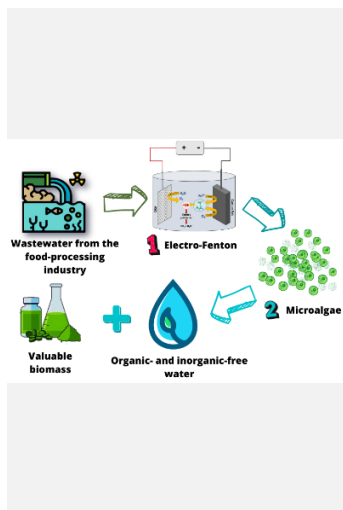 Wastewater from the
food-processing
industry
1 Electro-Fenton
2 Microalgae
Valuable
biomass
Organic- and inorganic-free
water